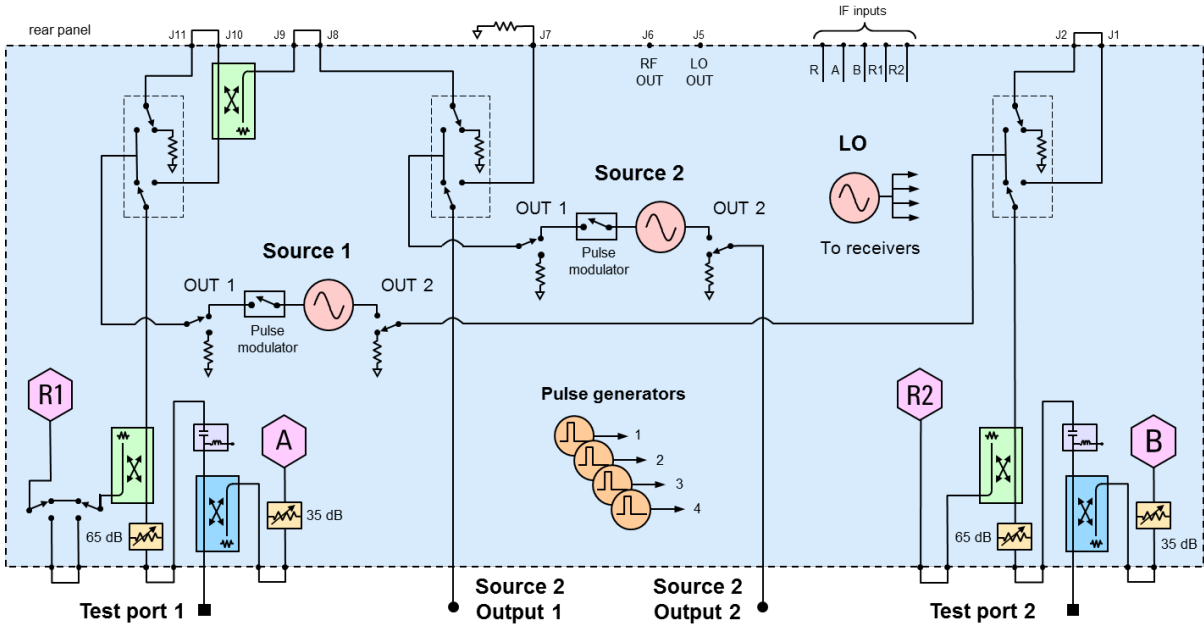 IF inputs
rear panel
J11
J10
J9
J8
J7
J6
J5
J2
J1
RF
OUT
LO
OUT
R
A
B
R1
R2
LO
Source 2
OUT 1
OUT 2
Pulse
modulator
To receivers
Source 1
OUT 1
OUT 2
Pulse
modulator
R1
A
R2
B
Pulse generators
1
2
3
4
35 dB
65 dB
65 dB
35 dB
Test port 1
Source 2
Output 1
Source 2
Output 2
Test port 2